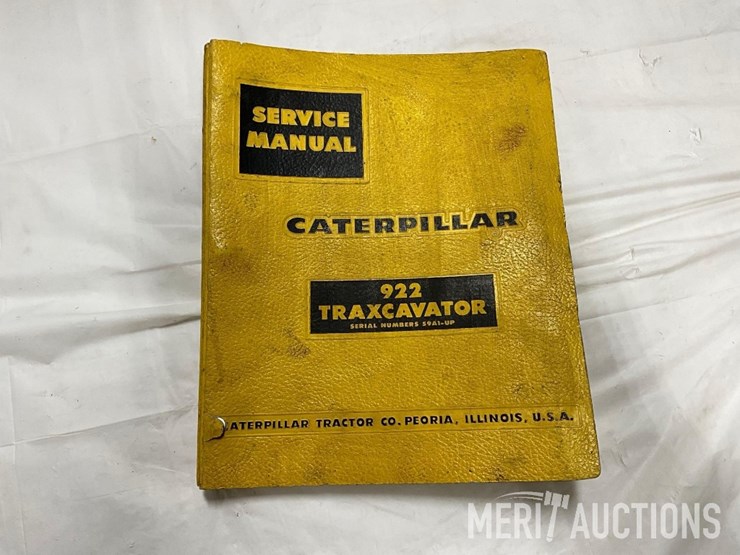 SERVICE
MANUAL
CATERPILLAR
922
TRAXCAVATOR
SERIAL NUMBERS 59A1-UP
CATERPILLAR TRACTOR CO. PEORIA, ILLINOIS, U.S.A.
MERIT AUCTIONS